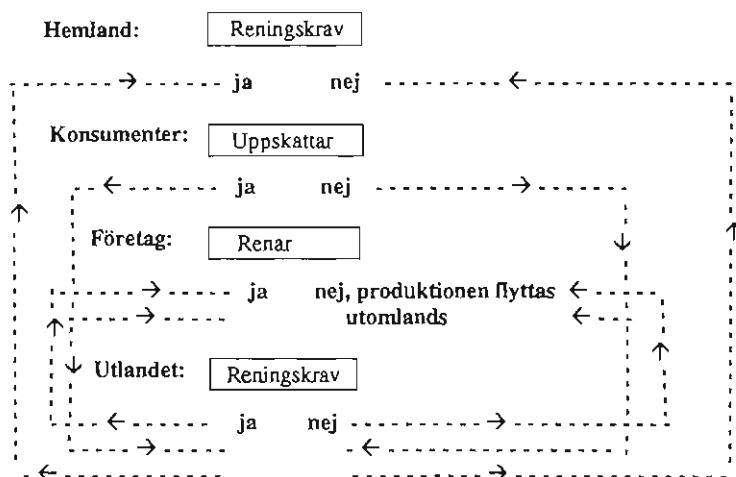 Hemland: Reningskrav
ja nej
Konsumenter: Uppskattar
ja nej
Företag: Renar
ja nej, produktionen flyttas
utomlands
Utlandet: Reningskrav
ja nej